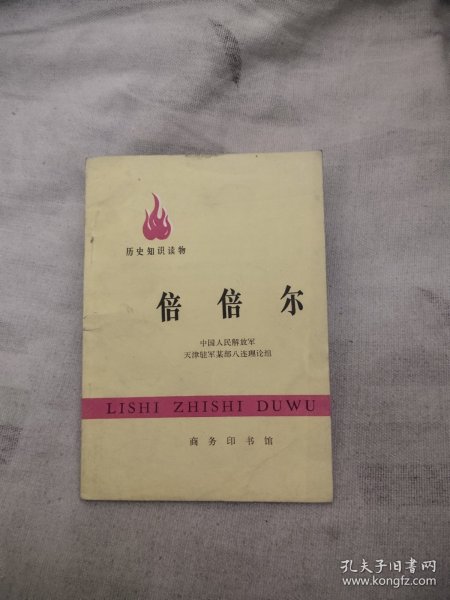 历史知识读物
倍倍尔
中国人民解放军
天津驻军某部八连理论组
LISHI ZHISHI DUWU
商务印书馆
孔夫子旧书网
www.kongfz.com